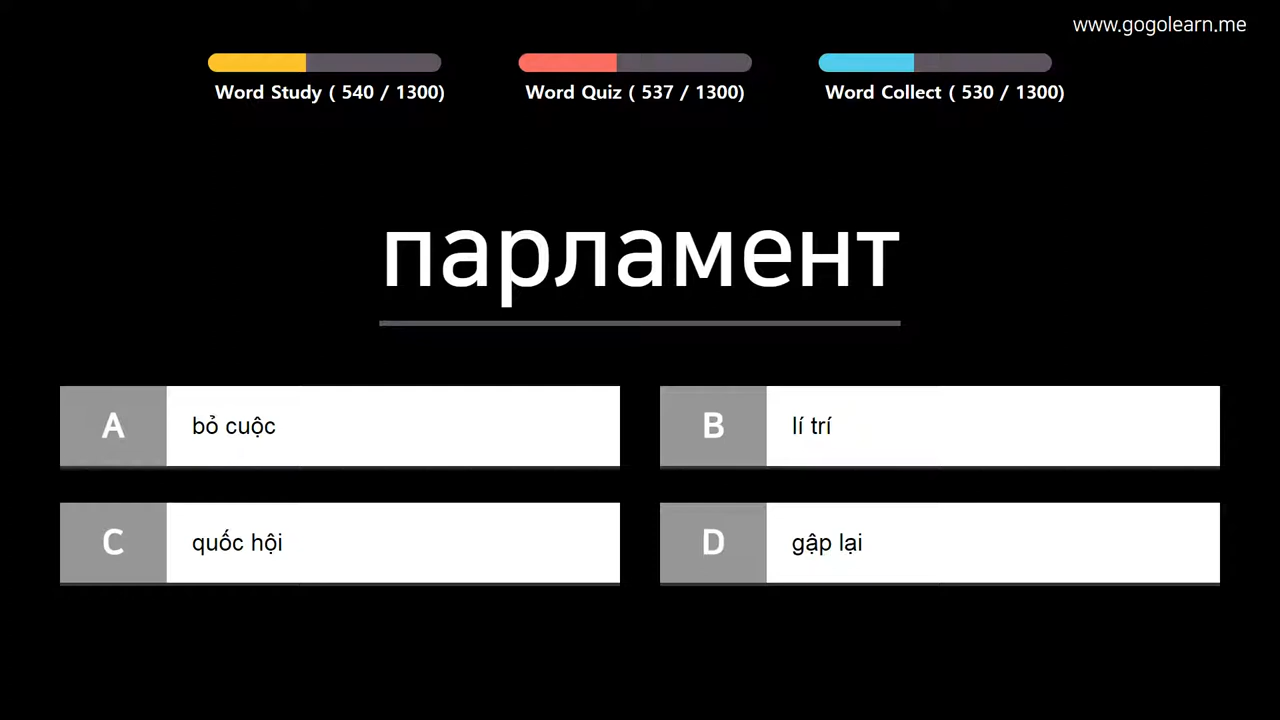 www.gogolearn.me
Word Study ( 540 / 1300)
Word Quiz ( 537 / 1300)
Word Collect ( 530 / 1300)
парламент
A bỏ cuộc
B lí trí
C quốc hội
D gập lại